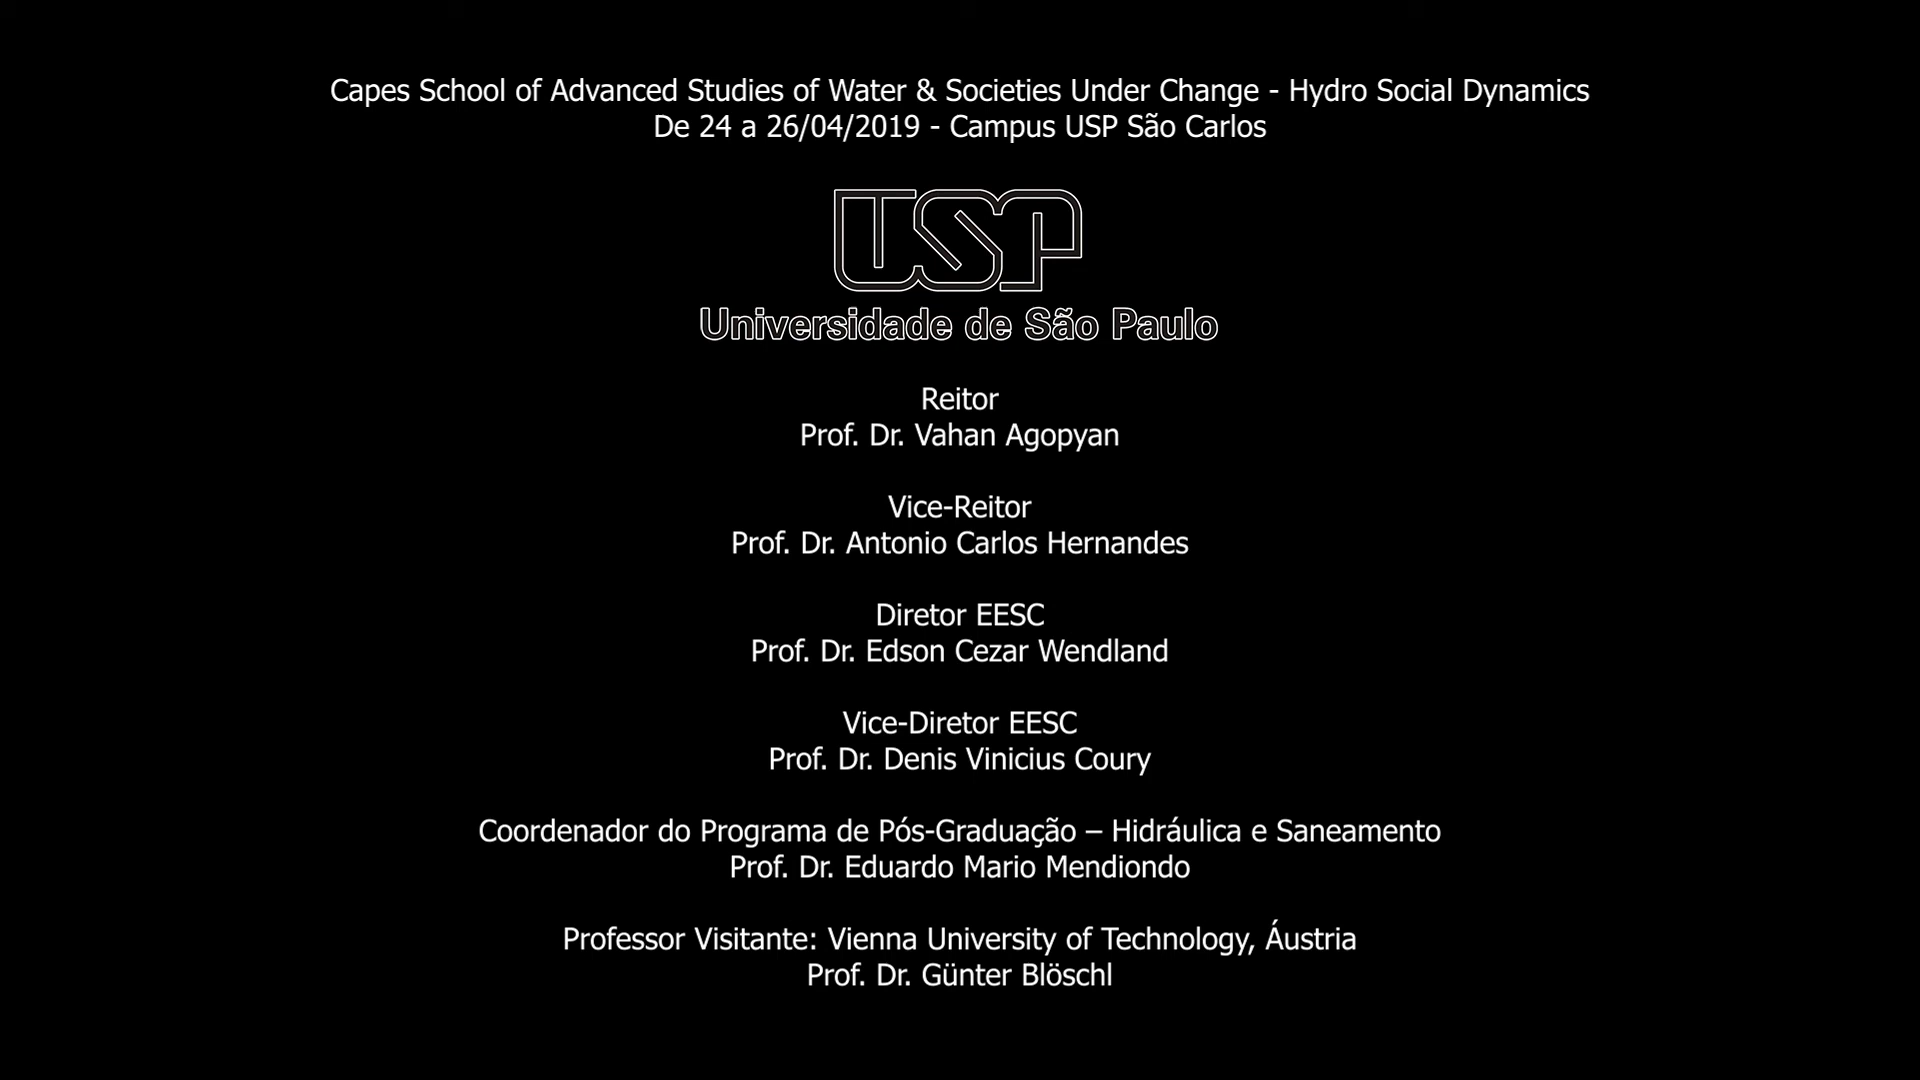 Capes School of Advanced Studies of Water & Societies Under Change - Hydro Social Dynamics
De 24 a 26/04/2019 - Campus USP São Carlos
USP
Universidade de São Paulo
Reitor
Prof. Dr. Vahan Agopyan
Vice-Reitor
Prof. Dr. Antonio Carlos Hernandes
Diretor EESC
Prof. Dr. Edson Cezar Wendland
Vice-Diretor EESC
Prof. Dr. Denis Vinicius Coury
Coordenador do Programa de Pós-Graduação – Hidráulica e Saneamento
Prof. Dr. Eduardo Mario Mendiondo
Professor Visitante: Vienna University of Technology, Áustria
Prof. Dr. Günter Blöschl